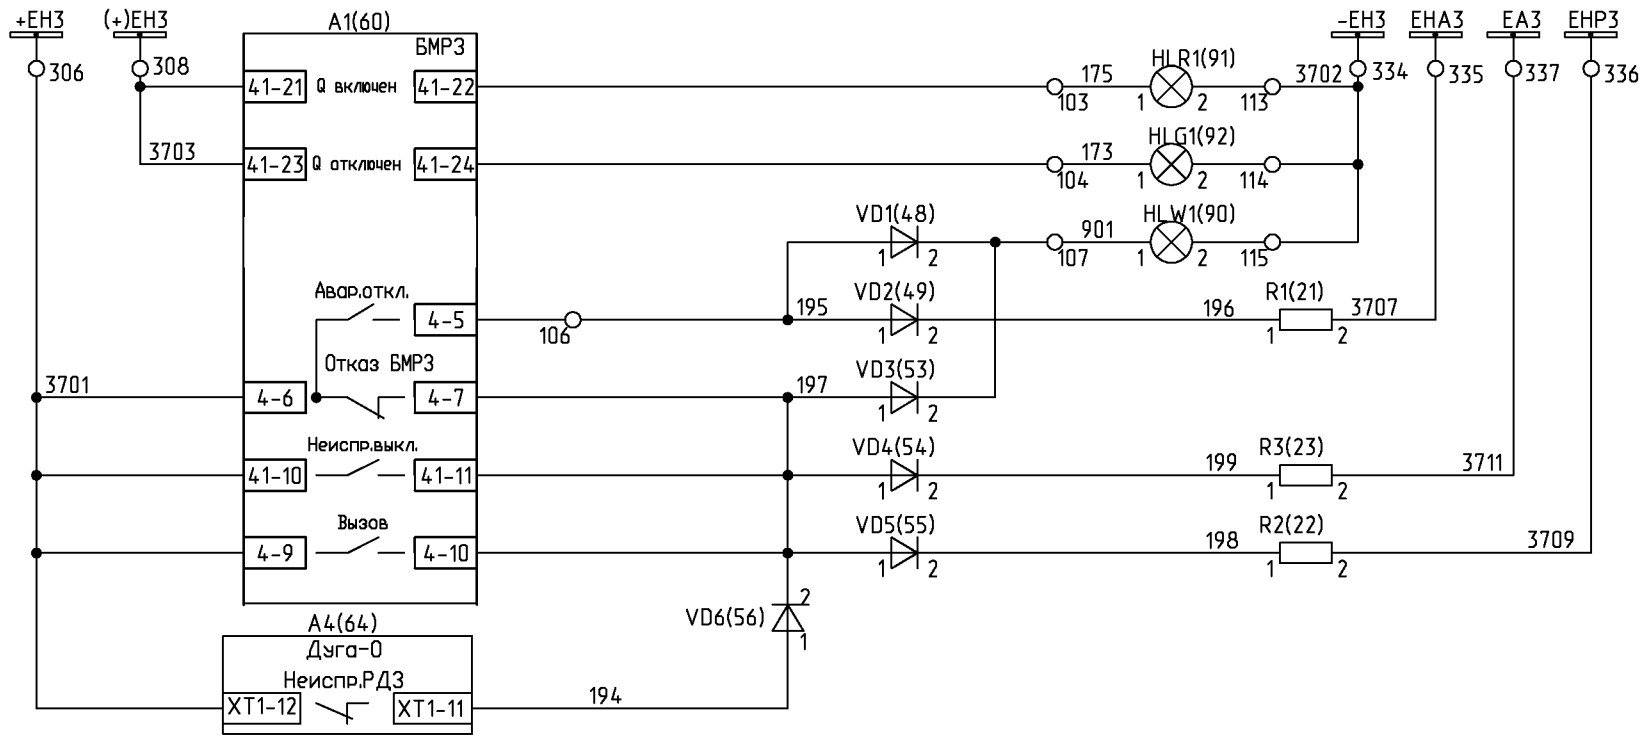 +ЕН3 (+)ЕН3 А1(60) -ЕН3 ЕНА3 ЕА3 ЕНР3
БМРЗ
306 308 334 335 337 336
41-21 Q включен 41-22 175 HLR1(91) 3702
103 1 2 113
3703 41-23 Q отключен 41-24 173 HLG1(92)
104 1 2 114
VD1(48) 901 HLW1(90)
1 2 107 1 2 115
Авар.откл. 4-5 195 VD2(49) 196 R1(21) 3707
106 1 2 1 2
Отказ БМРЗ
3701 4-6 4-7 197 VD3(53)
1 2
Неиспр.выкл. VD4(54) R3(23)
41-10 41-11 199 3711
1 2 1 2
Вызов VD5(55) R2(22)
4-9 4-10 198 3709
1 2 1 2
VD6(56) 2
1
А4(64)
Дуга-О
Неиспр.РДЗ
XT1-12 XT1-11 194